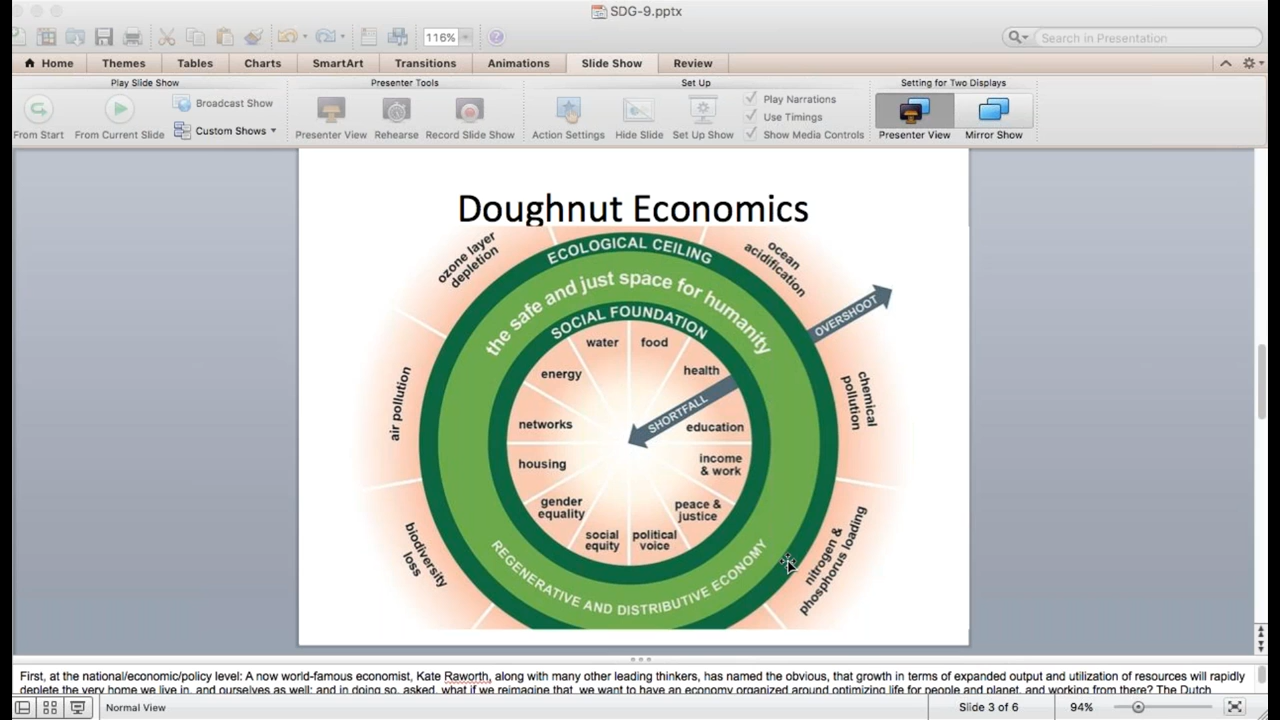 SDG-9.pptx
116%
Search in Presentation
Home
Themes
Tables
Charts
SmartArt
Transitions
Animations
Slide Show
Review
Play Slide Show
Presenter Tools
Set Up
Setting for Two Displays
From Start
From Current Slide
Broadcast Show
Custom Shows
Presenter View
Rehearse
Record Slide Show
Action Settings
Hide Slide
Set Up Show
Play Narrations
Use Timings
Show Media Controls
Presenter View
Mirror Show
Doughnut Economics
ECOLOGICAL CEILING
the safe and just space for humanity
SOCIAL FOUNDATION
ozone layer
depletion
ocean
acidification
OVERSHOOT
air pollution
chemical
pollution
water
food
energy
health
SHORTFALL
networks
education
housing
income
& work
gender
equality
peace &
justice
social
equity
political
voice
REGENERATIVE AND DISTRIBUTIVE ECONOMY
biodiversity
loss
nitrogen &
phosphorus loading
First, at the national/economic/policy level: A now world-famous economist, Kate Raworth, along with many other leading thinkers, has named the obvious, that growth in terms of expanded output and utilization of resources will rapidly
deplete the very home we live in, and ourselves as well; and in doing so, asked, what if we reimagine that, we want to have an economy organized around optimizing life for people and planet, and working from there? The Dutch
Normal View
Slide 3 of 6
94%